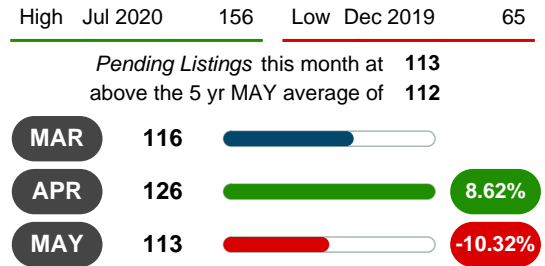 High Jul 2020 156 Low Dec 2019 65
Pending Listings this month at 113
above the 5 yr MAY average of 112
MAR 116
APR 126 8.62%
MAY 113 -10.32%